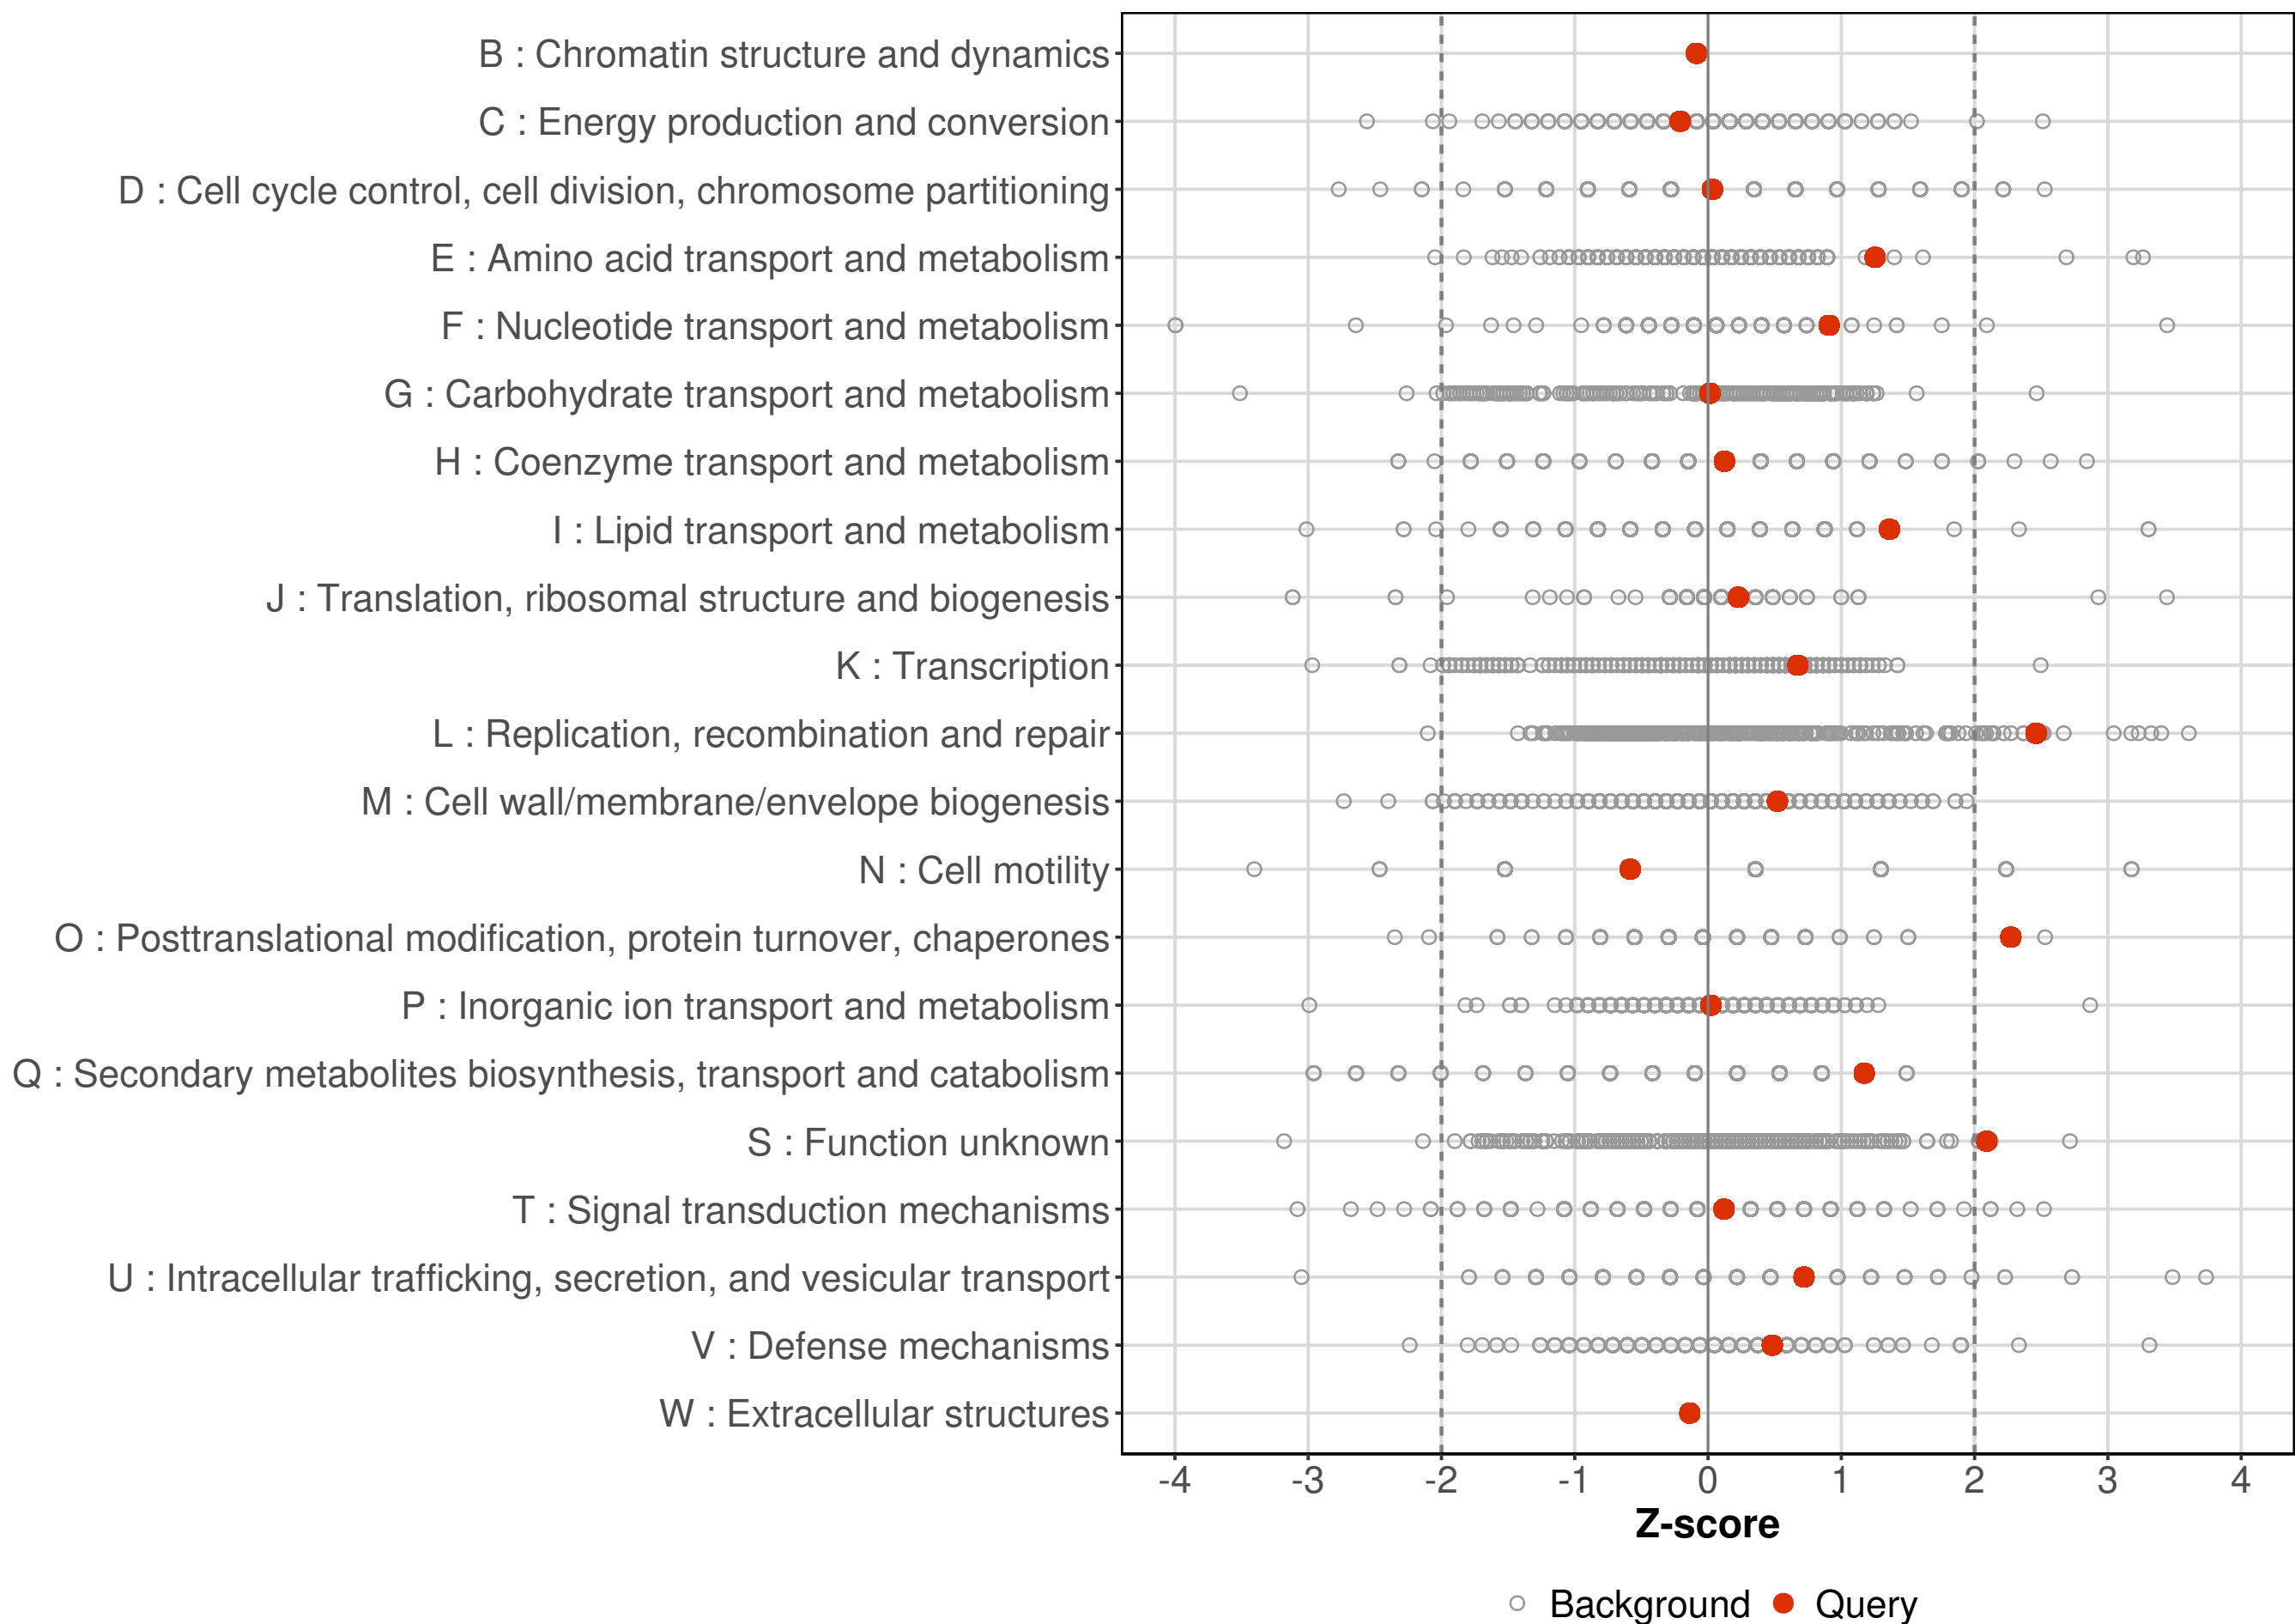 B : Chromatin structure and dynamics
C : Energy production and conversion
D : Cell cycle control, cell division, chromosome partitioning
E : Amino acid transport and metabolism
F : Nucleotide transport and metabolism
G : Carbohydrate transport and metabolism
H : Coenzyme transport and metabolism
I : Lipid transport and metabolism
J : Translation, ribosomal structure and biogenesis
K : Transcription
L : Replication, recombination and repair
M : Cell wall/membrane/envelope biogenesis
N : Cell motility
O : Posttranslational modification, protein turnover, chaperones
P : Inorganic ion transport and metabolism
Q : Secondary metabolites biosynthesis, transport and catabolism
S : Function unknown
T : Signal transduction mechanisms
U : Intracellular trafficking, secretion, and vesicular transport
V : Defense mechanisms
W : Extracellular structures
-4 -3 -2 -1 0 1 2 3 4
Z-score
Background Query